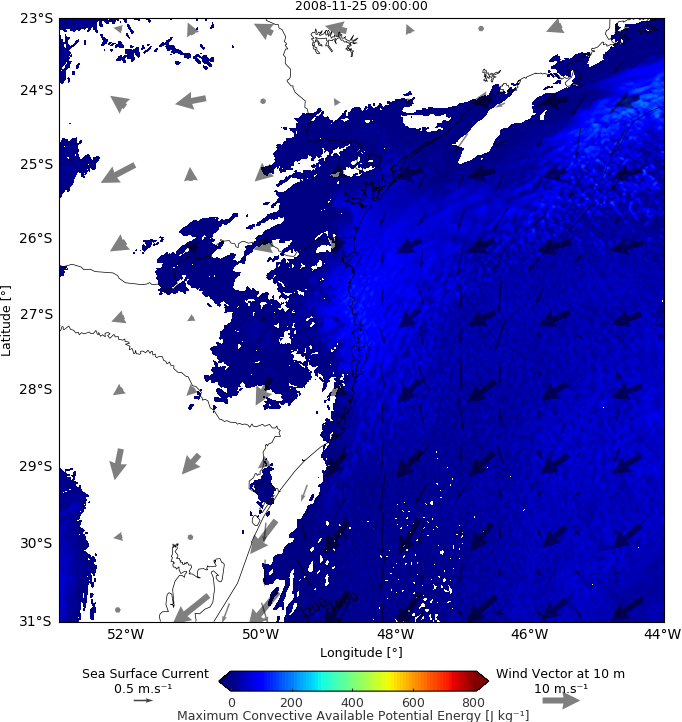 2008-11-25 09:00:00
23°S
24°S
25°S
26°S
27°S
28°S
29°S
30°S
31°S
Latitude [°]
52°W 50°W 48°W 46°W 44°W
Longitude [°]
Sea Surface Current
0.5 m.s⁻¹
Wind Vector at 10 m
10 m.s⁻¹
0 200 400 600 800
Maximum Convective Available Potential Energy [J kg⁻¹]